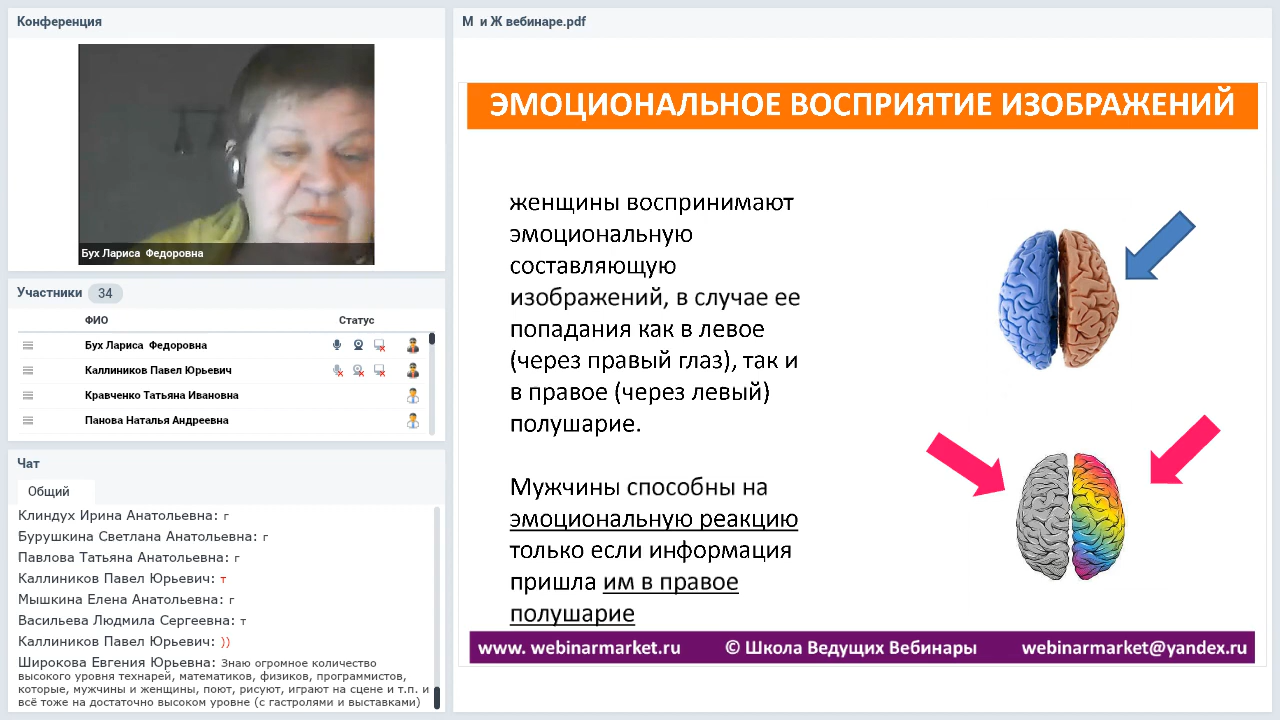 Конференция
Бух Лариса Федоровна
Участники 34
ФИО Статус
Бух Лариса Федоровна
Каллиников Павел Юрьевич
Кравченко Татьяна Ивановна
Панова Наталья Андреевна
Чат
Общий
Клиндух Ирина Анатольевна: г
Бурушкина Светлана Анатольевна: г
Павлова Татьяна Анатольевна: г
Каллиников Павел Юрьевич: т
Мышкина Елена Анатольевна: г
Васильева Людмила Сергеевна: т
Каллиников Павел Юрьевич: ))
Широкова Евгения Юрьевна: Знаю огромное количество
высокого уровня технарей, математиков, физиков, программистов,
которые, мужчины и женщины, поют, рисуют, играют на сцене и т.п. и
всё тоже на достаточно высоком уровне (с гастролями и выставками)
М и Ж вебинаре.pdf
ЭМОЦИОНАЛЬНОЕ ВОСПРИЯТИЕ ИЗОБРАЖЕНИЙ
женщины воспринимают
эмоциональную
составляющую
изображений, в случае ее
попадания как в левое
(через правый глаз), так и
в правое (через левый)
полушарие.
Мужчины способны на
эмоциональную реакцию
только если информация
пришла им в правое
полушарие
www. webinarmarket.ru © Школа Ведущих Вебинары webinarmarket@yandex.ru